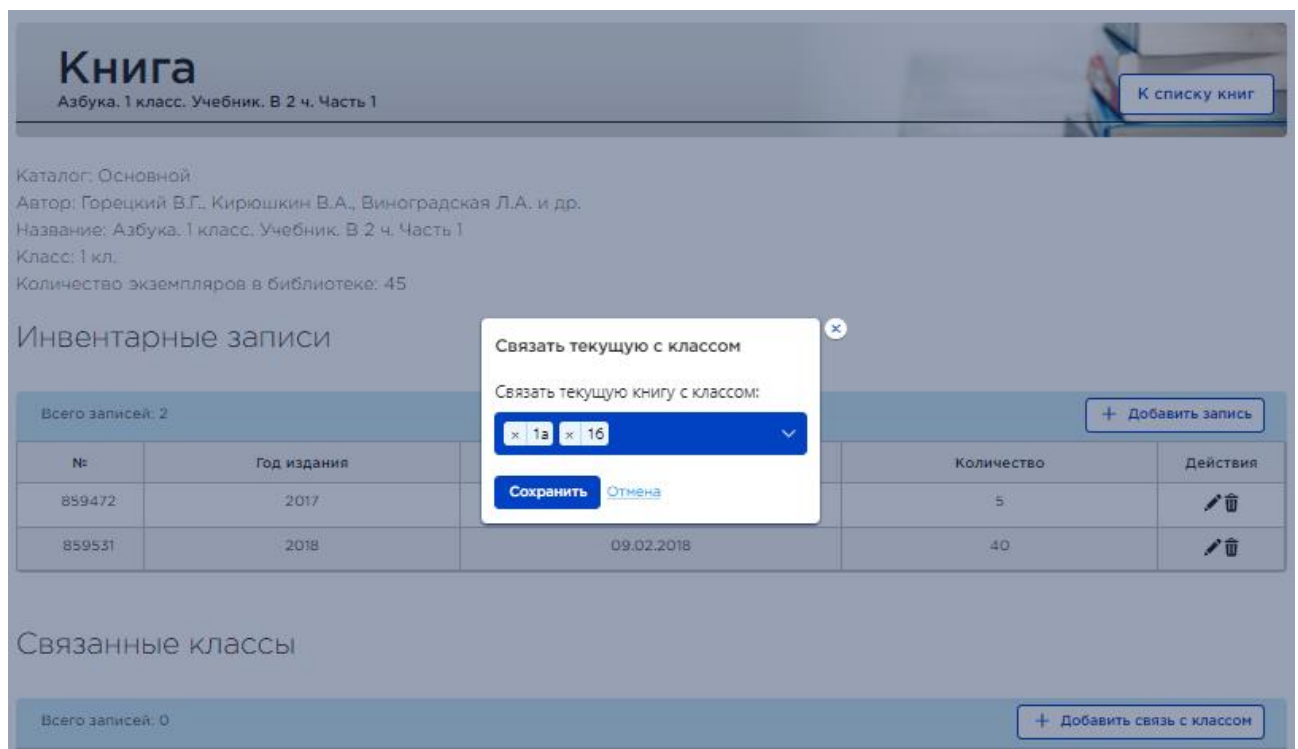 Книга
Азбука. 1 класс. Учебник. В 2 ч. Часть 1
К списку книг
Каталог: Основной
Автор: Горецкий В.Г., Кирюшкин В.А., Виноградская Л.А. и др.
Название: Азбука. 1 класс. Учебник. В 2 ч. Часть 1
Класс: 1 кл.
Количество экземпляров в библиотеке: 45
Инвентарные записи
Связать текущую с классом
Связать текущую книгу с классом:
× 1а × 1б
Сохранить Отмена
Всего записей: 2 + Добавить запись
№ Год издания Количество Действия
859472 2017 5
859531 2018 09.02.2018 40
Связанные классы
Всего записей: 0 + Добавить связь с классом